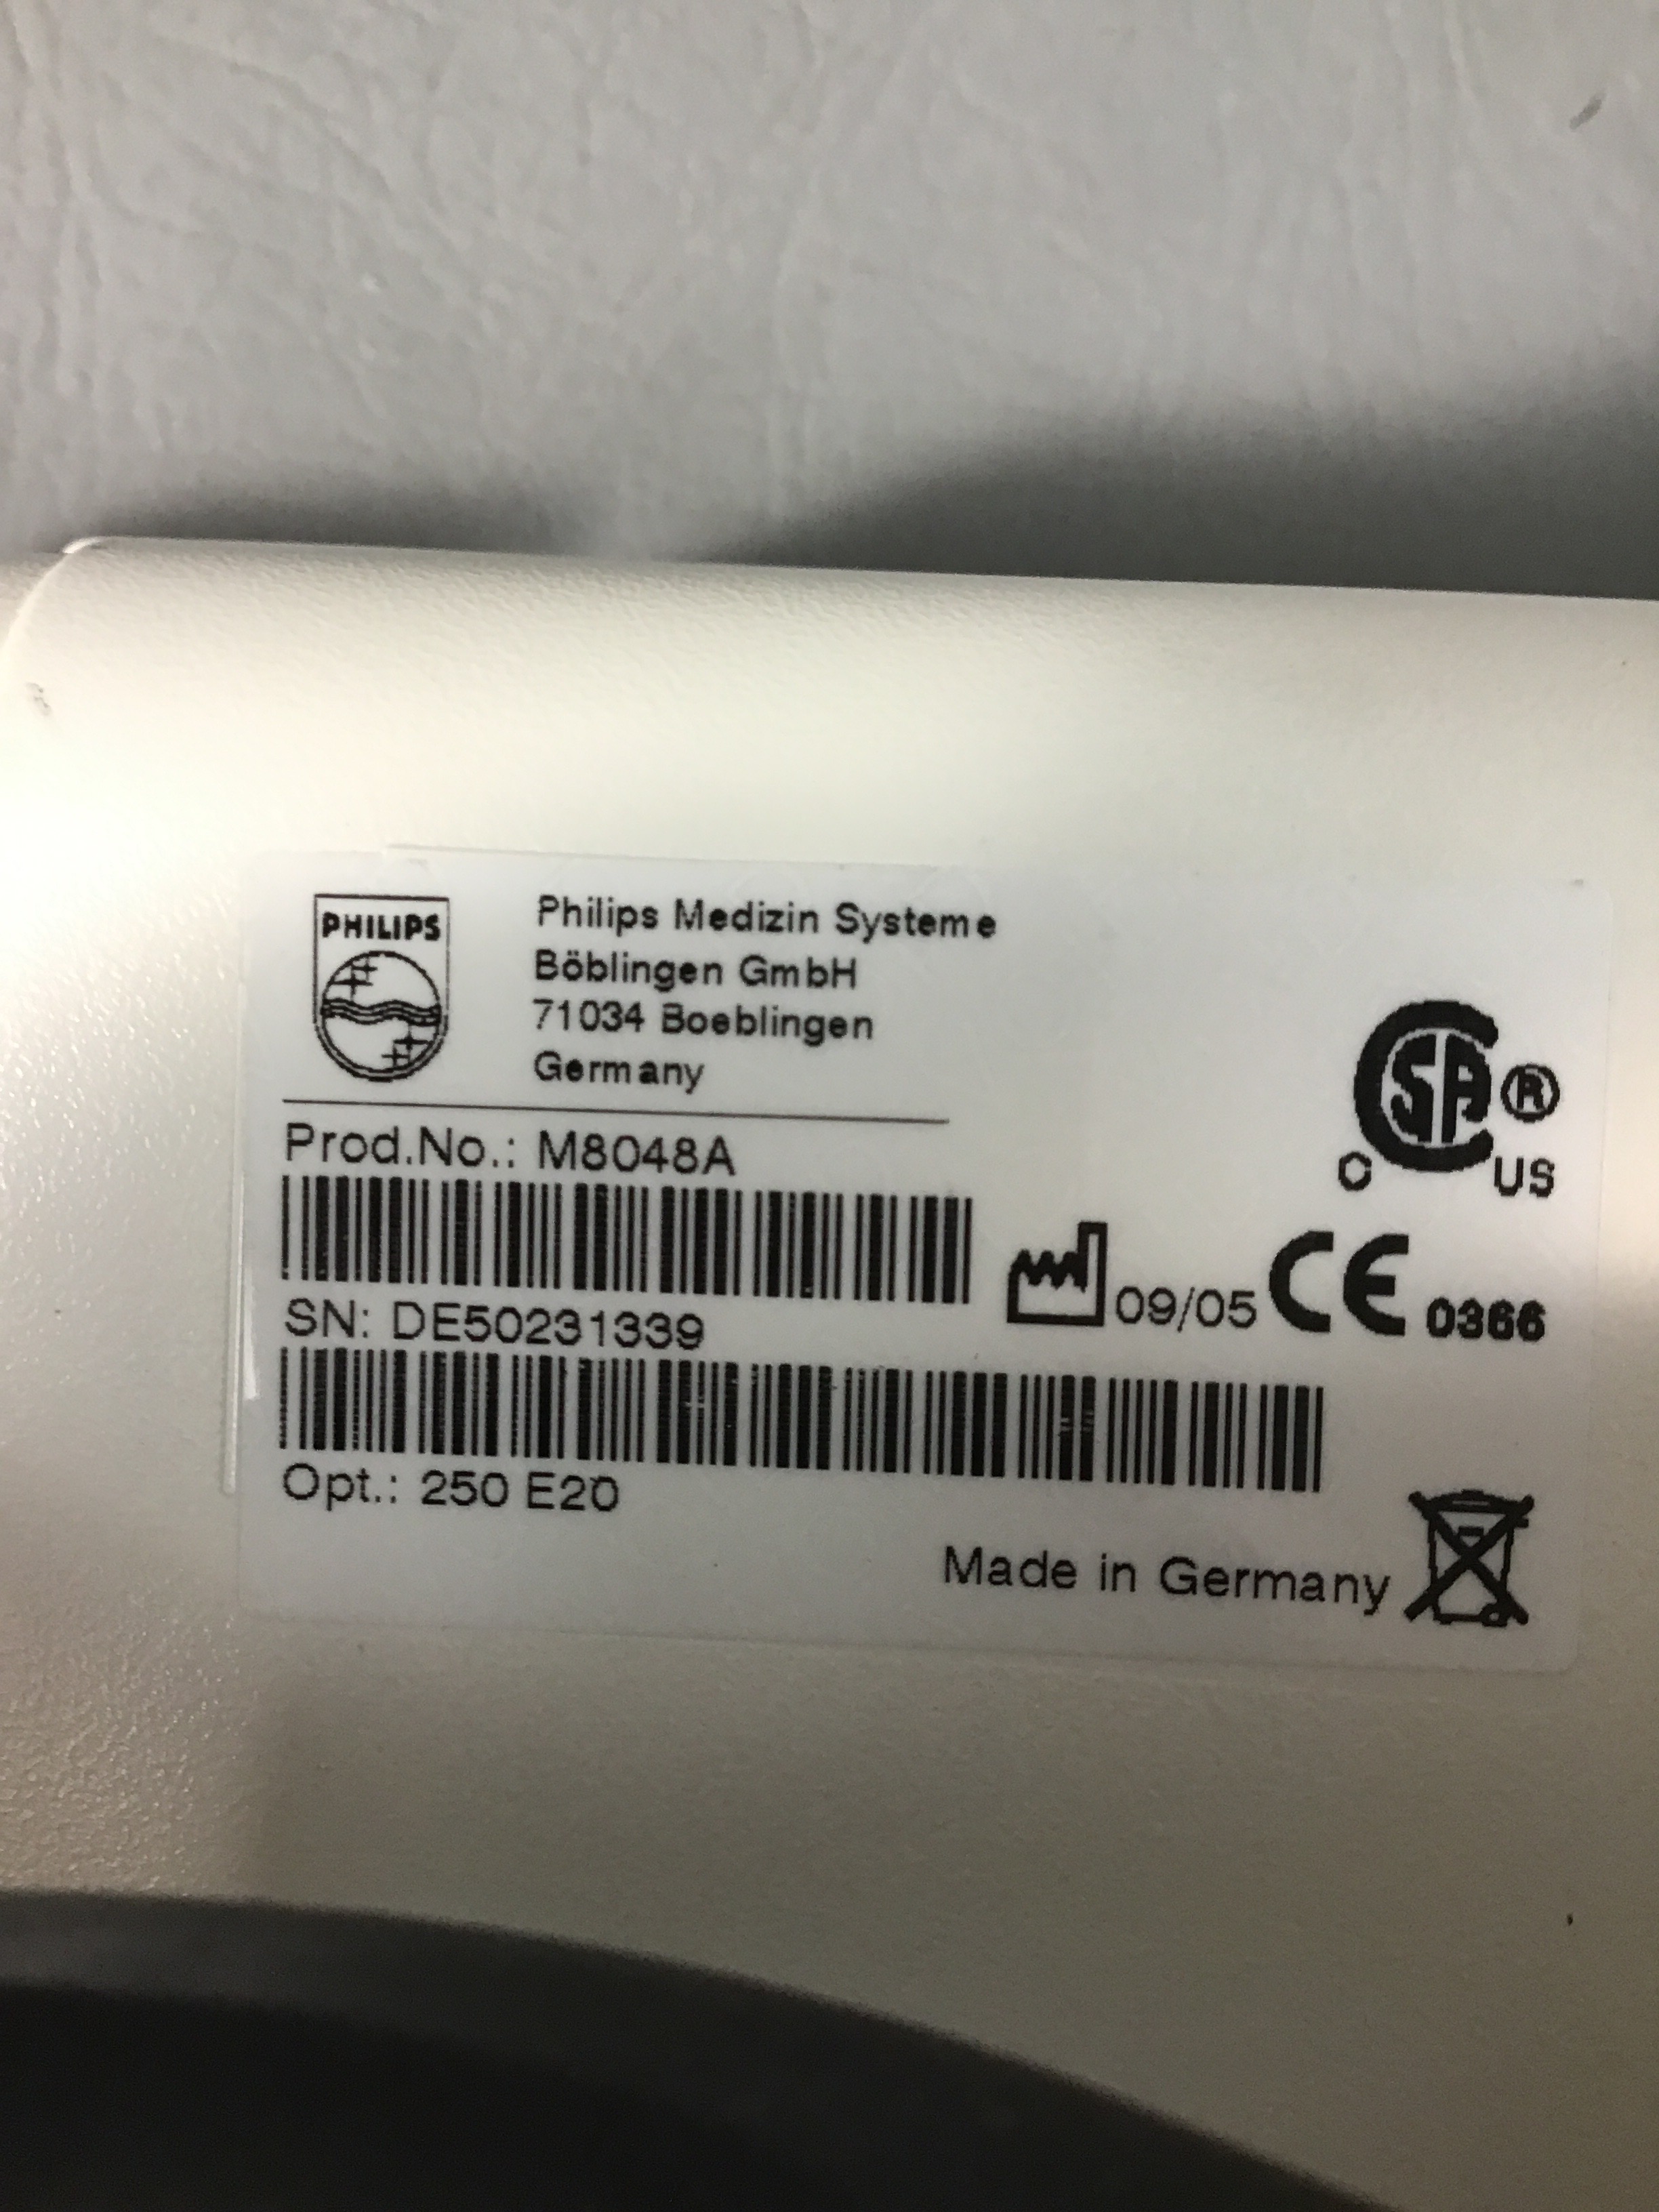 PHILIPS
Philips Medizin Systeme
Böblingen GmbH
71034 Boeblingen
Germany
Prod.No.: M8048A
SN: DE50231339
Opt.: 250 E20
09/05
CE 0366
CSA ®
C US
Made in Germany